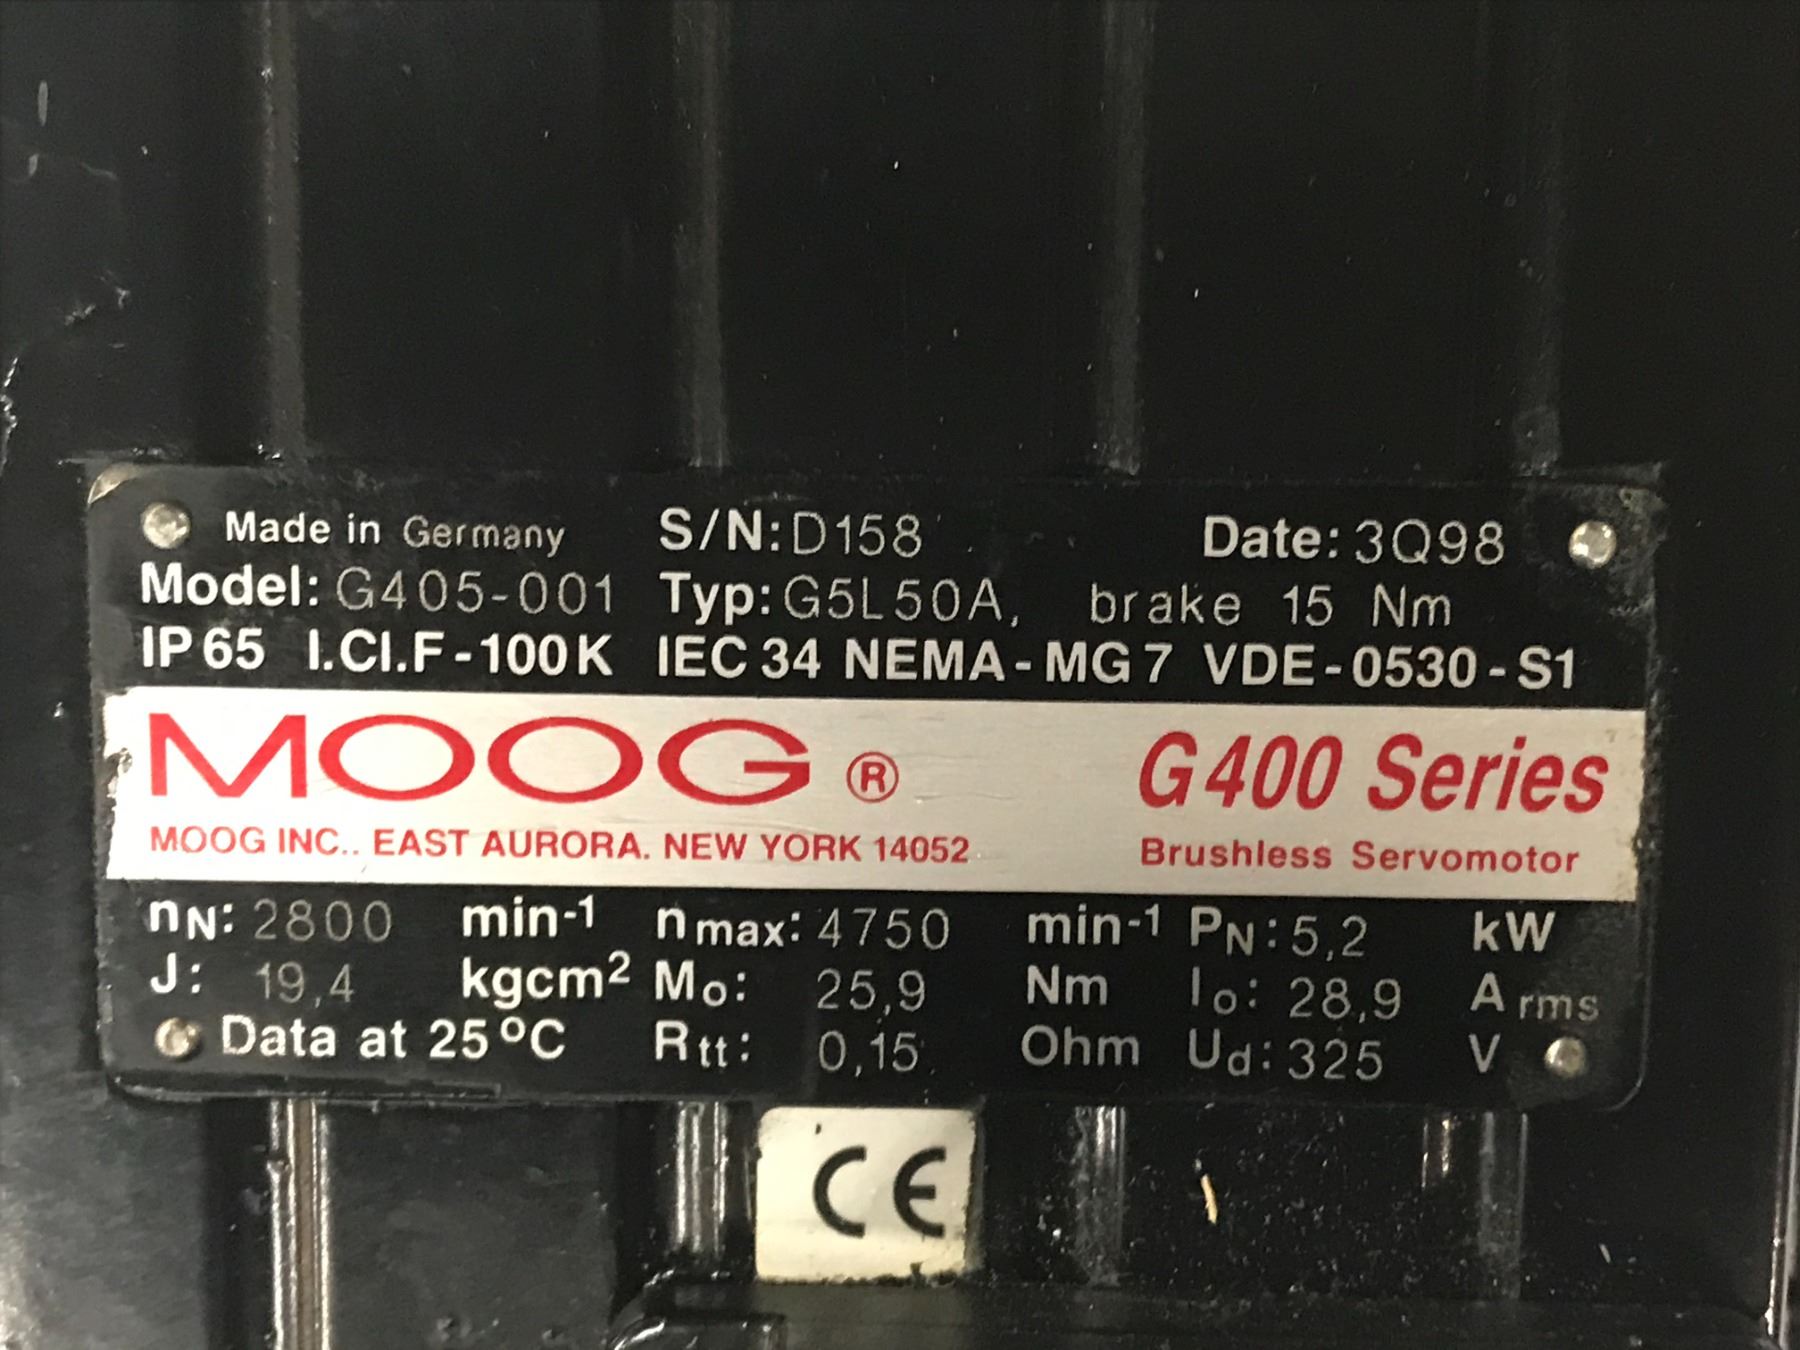 Made in Germany S/N: D158 Date: 3Q98
Model: G405-001 Typ: G5L50A, brake 15 Nm
IP 65 I.Cl.F-100K IEC 34 NEMA-MG 7 VDE-0530-S1
MOOG ® G400 Series
MOOG INC.. EAST AURORA. NEW YORK 14052 Brushless Servomotor
nN: 2800 min-1 nmax: 4750 min-1 PN: 5,2 kW
J: 19,4 kgcm² Mo: 25,9 Nm Io: 28,9 A rms
Data at 25°C Rtt: 0,15 Ohm Ud: 325 V
CE